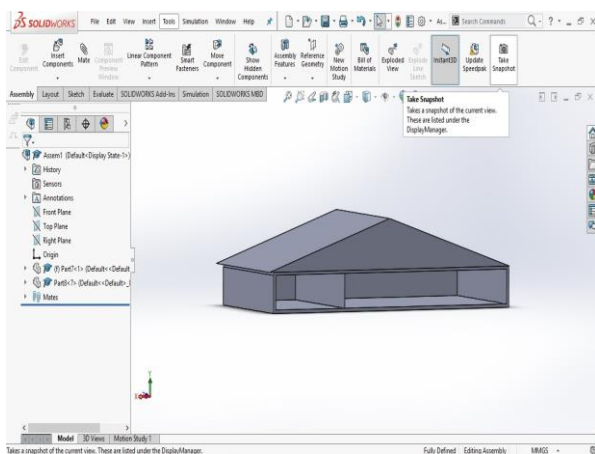 SOLIDWORKS File Edit View Insert Tools Simulation Window Help As... Search Commands
Edit Component
Insert Components
Mate
Component Preview Window
Linear Component Pattern
Smart Fasteners
Move Component
Show Hidden Components
Assembly Features
Reference Geometry
New Motion Study
Bill of Materials
Exploded View
Explode Line Sketch
Instant3D
Update Speedpak
Take Snapshot
Assembly Layout Sketch Evaluate SOLIDWORKS Add-Ins Simulation SOLIDWORKS MBD
Take Snapshot
Takes a snapshot of the current view.
These are listed under the
DisplayManager.
Assem1 (Default<Display State-1>)
History
Sensors
Annotations
Front Plane
Top Plane
Right Plane
Origin
(f) Part7<1> (Default<<Default
Mates
Model 3D Views Motion Study 1
Takes a snapshot of the current view. These are listed under the DisplayManager. Fully Defined Editing Assembly MMGS